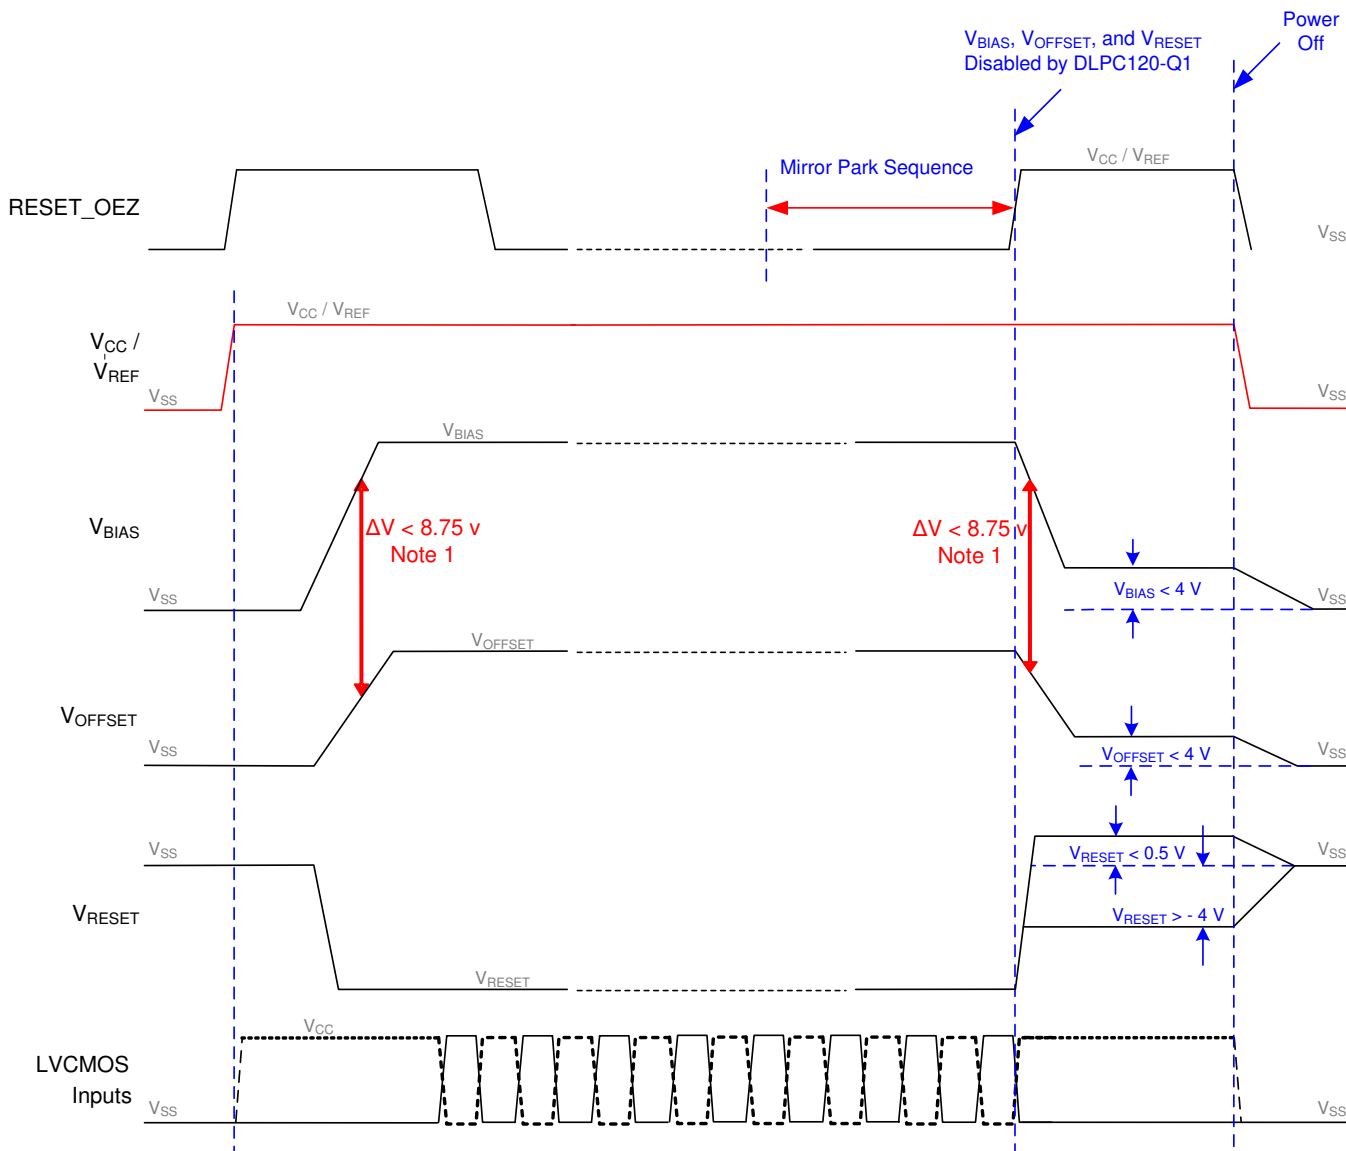 Power
Off
VBIAS, VOFFSET, and VRESET
Disabled by DLPC120-Q1
VCC / VREF
Mirror Park Sequence
RESET_OEZ
VSS
VCC / VREF
VCC /
VREF
VSS
VSS
VBIAS
VBIAS
ΔV < 8.75 v
Note 1
ΔV < 8.75 v
Note 1
VBIAS < 4 V
VSS
VSS
VOFFSET
VOFFSET
VSS
VOFFSET < 4 V
VSS
VSS
VRESET < 0.5 V
VSS
VRESET
VRESET > - 4 V
VRESET
VCC
LVCMOS
Inputs
VSS
VSS